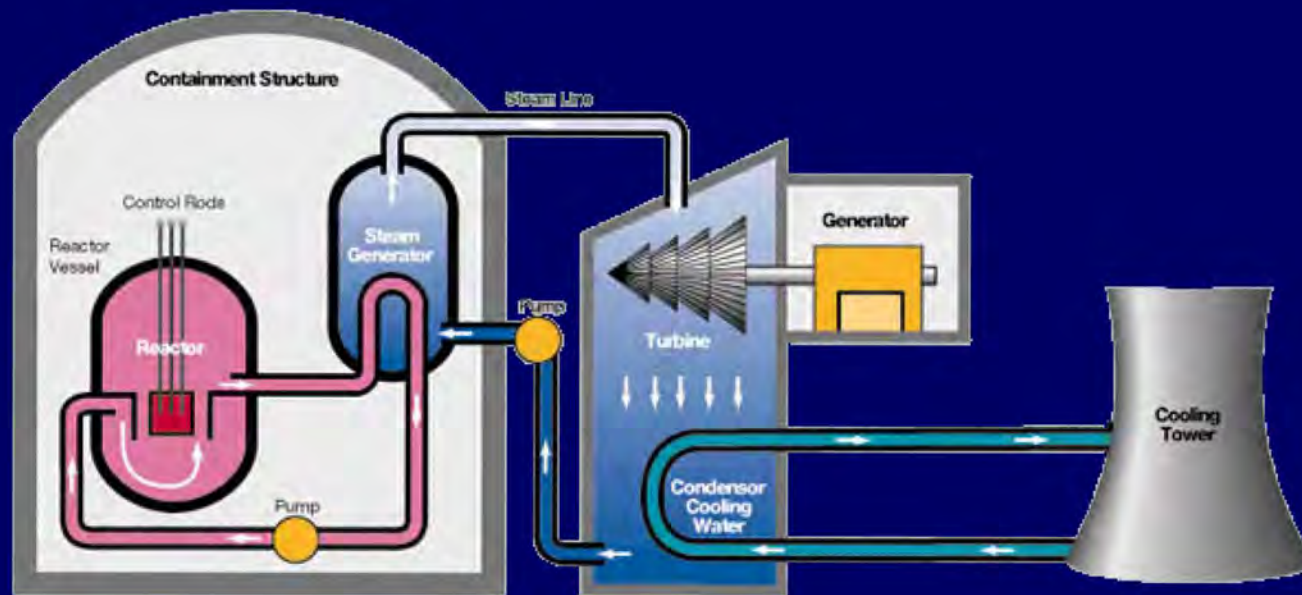 Containment Structure
Steam Line
Control Rods
Reactor
Vessel
Steam
Generator
Generator
Pump
Reactor
Turbine
Cooling
Tower
Condensor
Cooling
Water
Pump